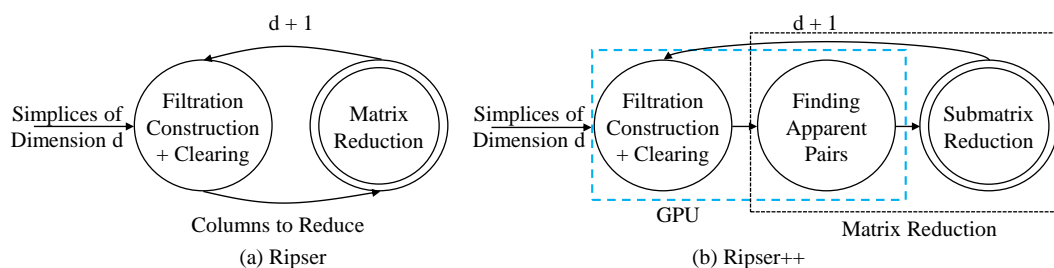 d + 1
Simplices of
Dimension d
Filtration
Construction
+ Clearing
Matrix
Reduction
Columns to Reduce
(a) Ripser
d + 1
Simplices of
Dimension d
Filtration
Construction
+ Clearing
Finding
Apparent
Pairs
Submatrix
Reduction
GPU
Matrix Reduction
(b) Ripser++